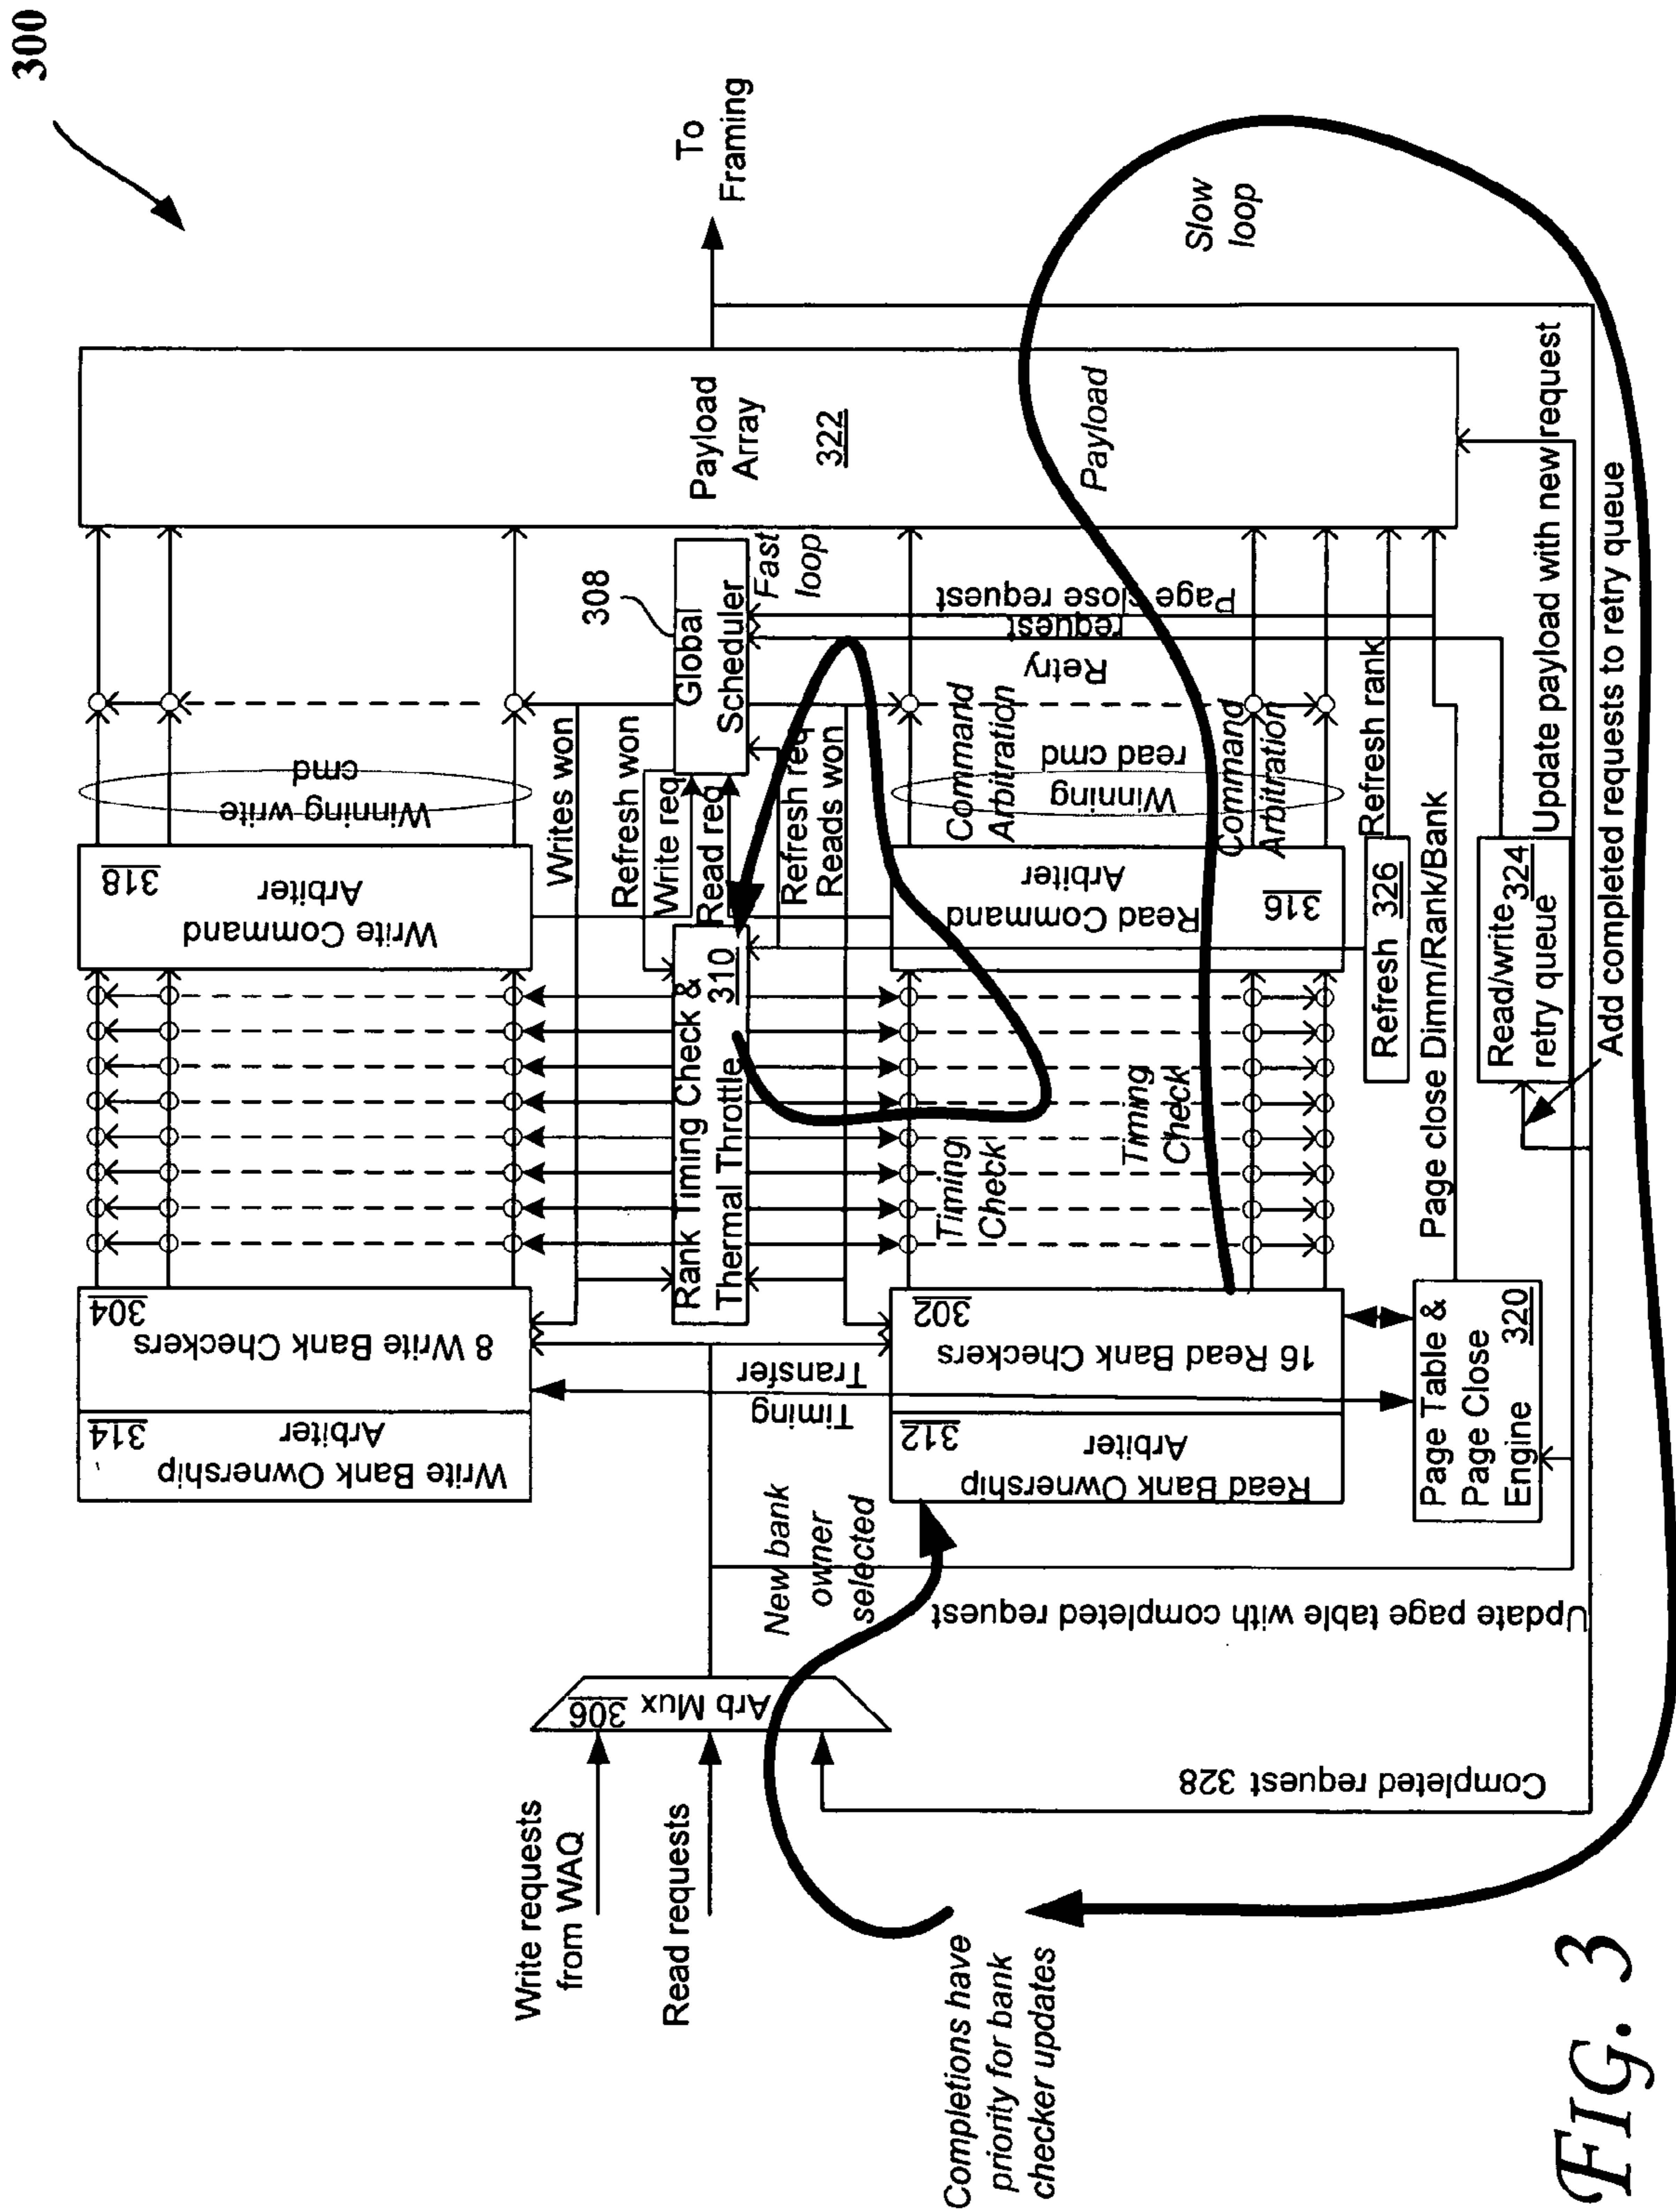 300
To
Framing
Payload
Array
322
Payload
Slow
loop
308
Global
Scheduler
Fast
loop
Page close request
Retry
request
Winning write
cmd
Writes won
Refresh won
Write req
Read req
Refresh req
Reads won
Command
Arbitration
Winning
read cmd
Command
Arbitration
Refresh rank
Write Command
Arbiter
318
Read Command
Arbiter
316
Refresh 326
Read/write
retry queue
324
Update payload with new request
Add completed requests to retry queue
Page close Dimm/Rank/Bank
Rank Timing Check &
Thermal Throttle
310
Timing
Check
Timing
Check
8 Write Bank Checkers
304
Write Bank Ownership
Arbiter
314
Timing
Transfer
16 Read Bank Checkers
302
Read Bank Ownership
Arbiter
312
Page Table &
Page Close
Engine
320
New bank
owner
selected
Update page table with completed request
Arb Mux
306
Write requests
from WAQ
Read requests
Completed request 328
Completions have
priority for bank
checker updates
FIG. 3